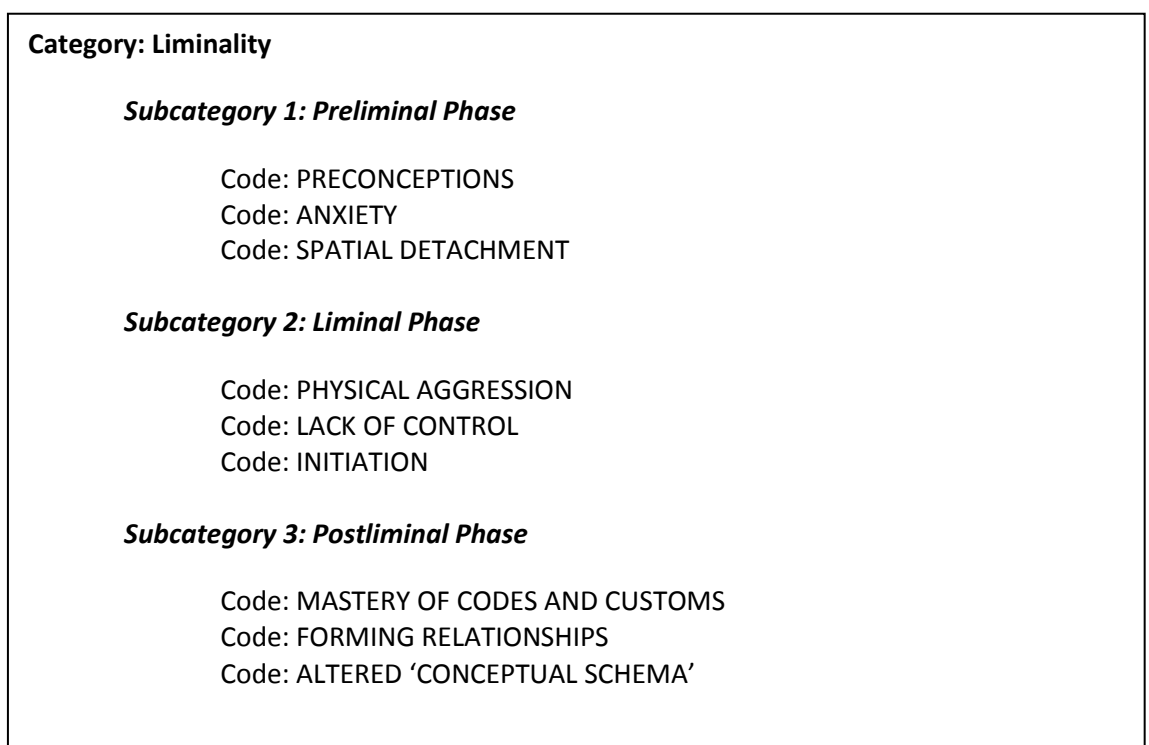 Category: Liminality
Subcategory 1: Preliminal Phase
Code: PRECONCEPTIONS
Code: ANXIETY
Code: SPATIAL DETACHMENT
Subcategory 2: Liminal Phase
Code: PHYSICAL AGGRESSION
Code: LACK OF CONTROL
Code: INITIATION
Subcategory 3: Postliminal Phase
Code: MASTERY OF CODES AND CUSTOMS
Code: FORMING RELATIONSHIPS
Code: ALTERED ‘CONCEPTUAL SCHEMA’